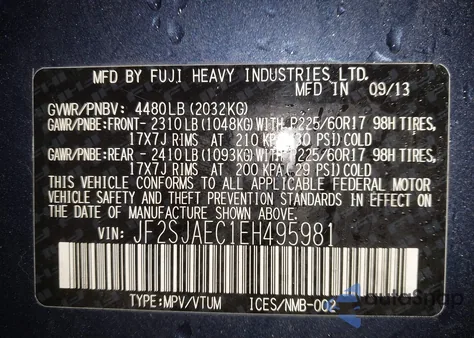 MFD BY FUJI HEAVY INDUSTRIES LTD.
MFD IN 09/13
GVWR/PNBV: 4480LB (2032KG)
GAWR/PNBE:FRONT- 2310LB (1048KG) WITH P225/60R17 98H TIRES,
17X7J RIMS AT 210 KPA (30 PSI) COLD
GAWR/PNBE:REAR - 2410LB (1093KG) WITH P225/60R17 98H TIRES,
17X7J RIMS AT 200 KPA (29 PSI) COLD
THIS VEHICLE CONFORMS TO ALL APPLICABLE FEDERAL MOTOR
VEHICLE SAFETY AND THEFT PREVENTION STANDARDS IN EFFECT ON
THE DATE OF MANUFACTURE SHOWN ABOVE.
VIN: JF2SJAEC1EH495981
TYPE:MPV/VTUM ICES/NMB-002
autosnap